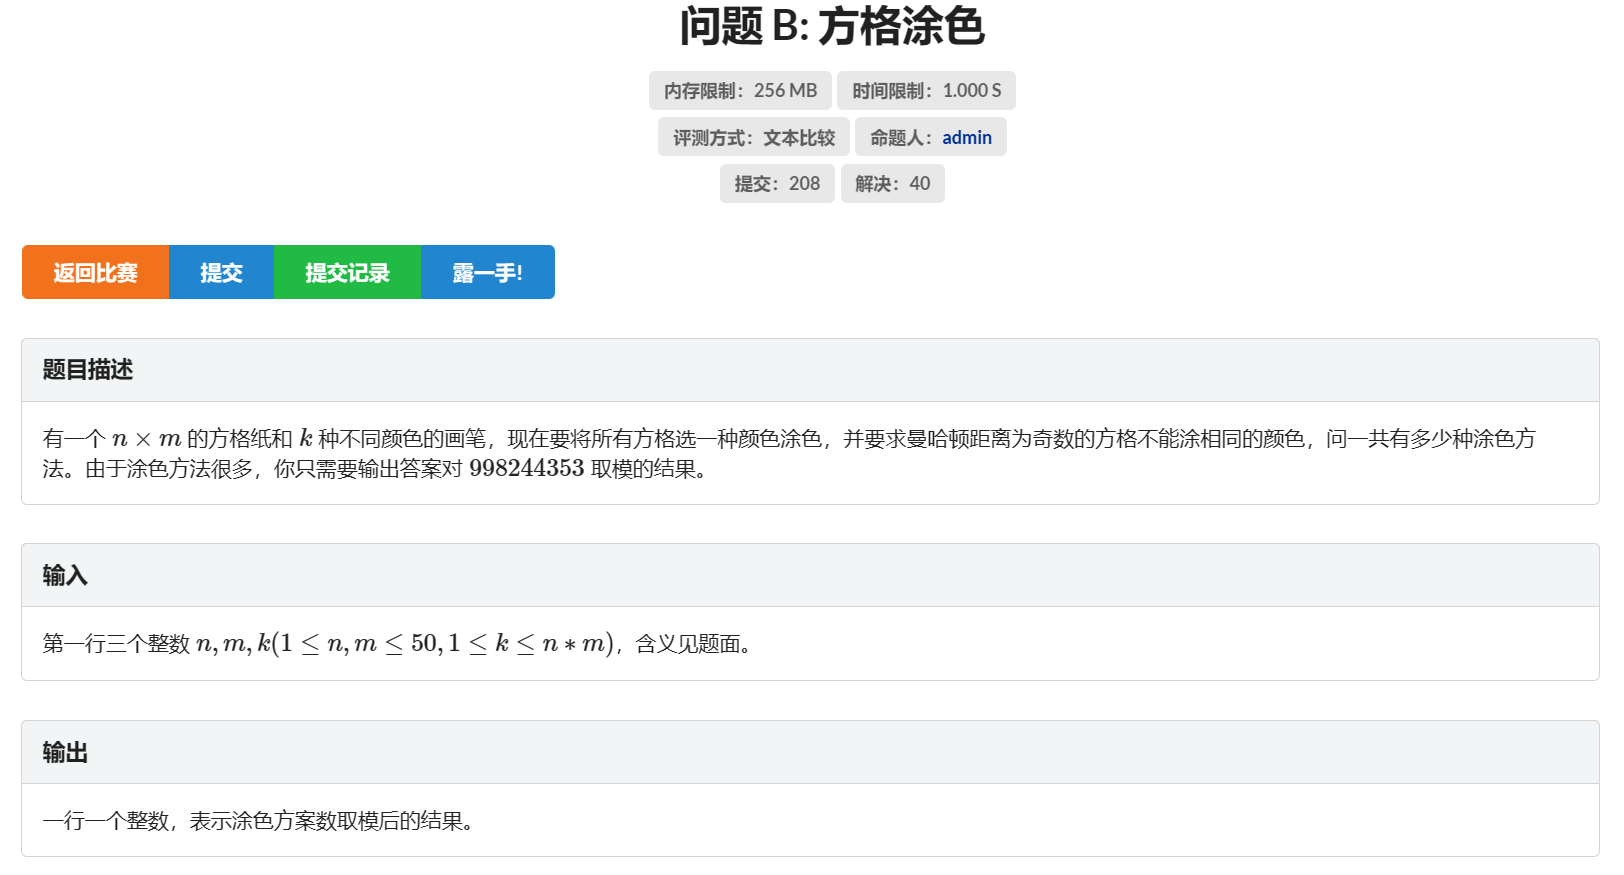 问题 B: 方格涂色
内存限制：256 MB 时间限制：1.000 S
评测方式：文本比较 命题人：admin
提交：208 解决：40
返回比赛 提交 提交记录 露一手!
题目描述
有一个 n × m 的方格纸和 k 种不同颜色的画笔，现在要将所有方格选一种颜色涂色，并要求曼哈顿距离为奇数的方格不能涂相同的颜色，问一共有多少种涂色方
法。由于涂色方法很多，你只需要输出答案对 998244353 取模的结果。
输入
第一行三个整数 n, m, k(1 ≤ n, m ≤ 50, 1 ≤ k ≤ n ∗ m)，含义见题面。
输出
一行一个整数，表示涂色方案数取模后的结果。